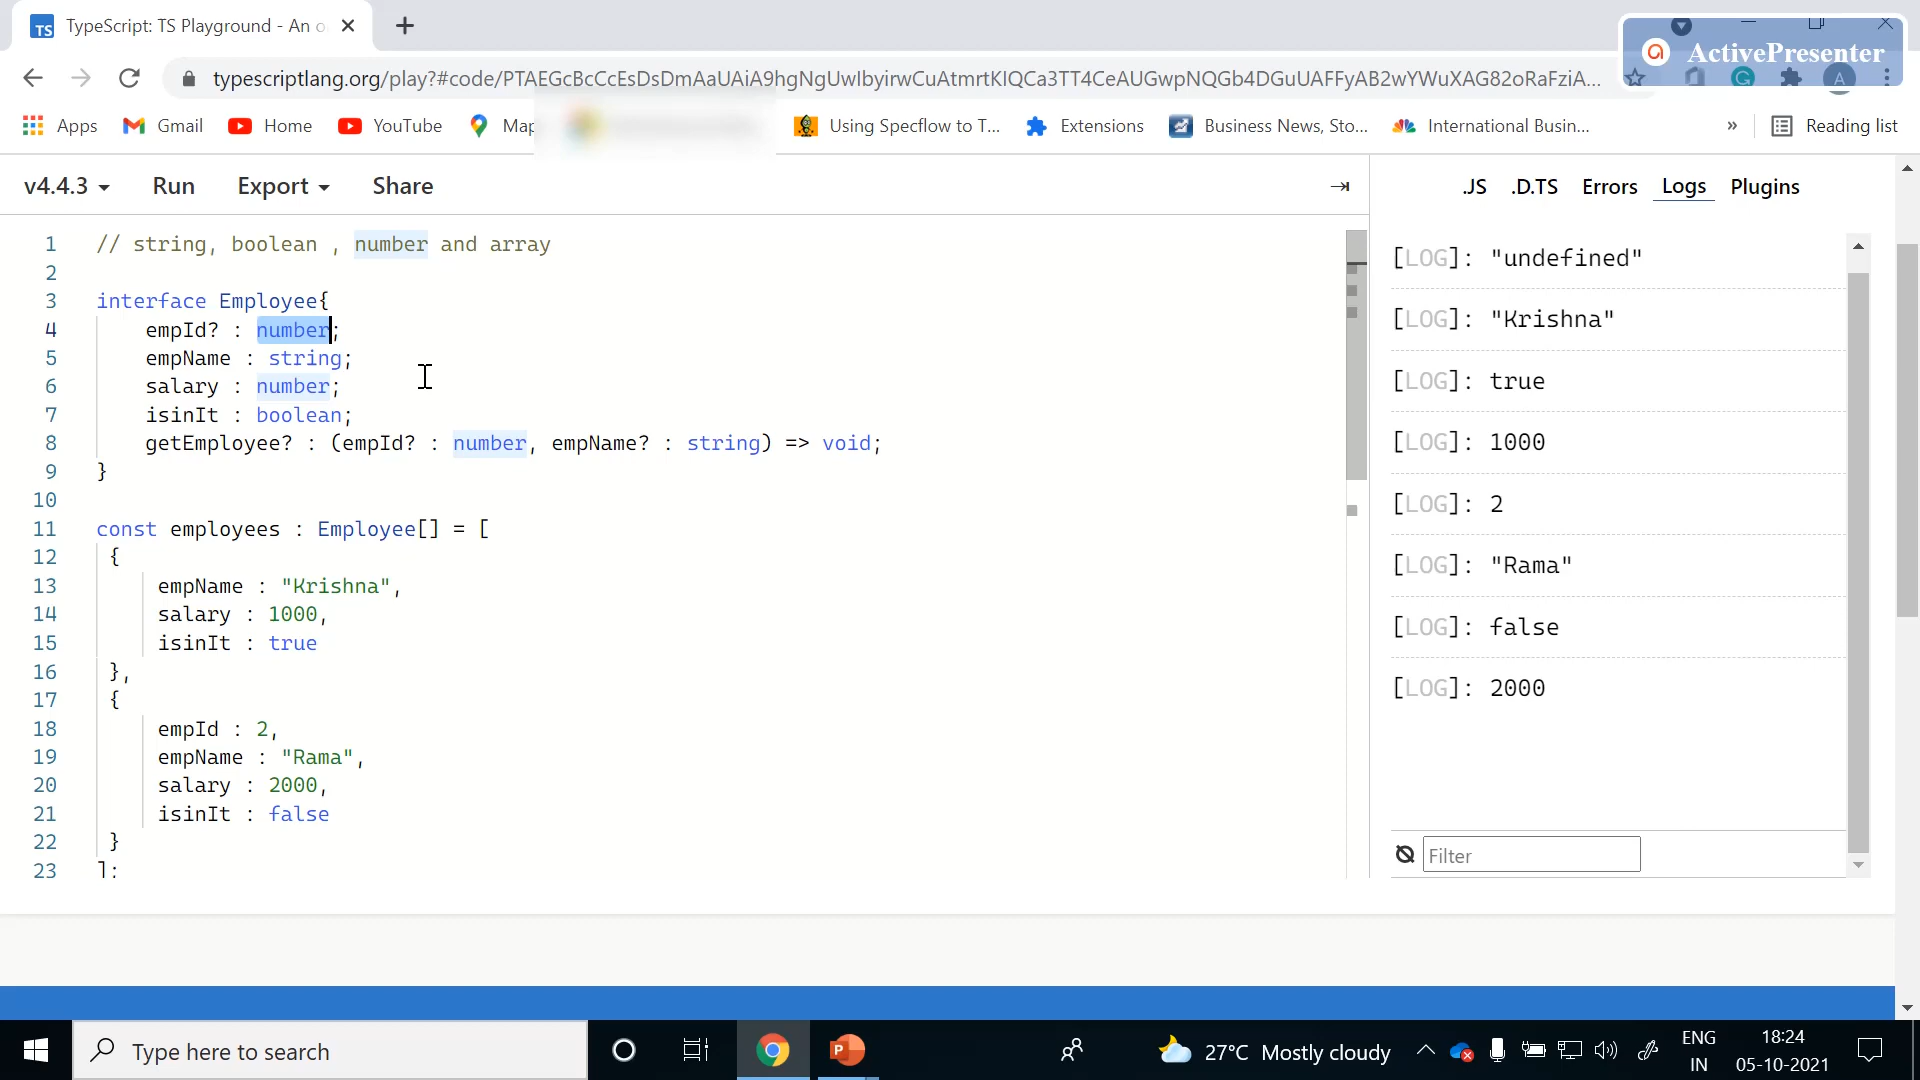 TypeScript: TS Playground - An o
ActivePresenter
typescriptlang.org/play?#code/PTAEGcBcCcEsDsDmAaUAiA9hgNgUwIbyirwCuAtmrtKIQCa3TT4CeAUGwpNQGb4DGuUAFFyAB2wYWuXAG82oRaFziA...
Apps
Gmail
Home
YouTube
Map
Using Specflow to T...
Extensions
Business News, Sto...
International Busin...
»
Reading list
v4.4.3
Run
Export
Share
.JS
.D.TS
Errors
Logs
Plugins
1 // string, boolean , number and array
2
3 interface Employee{
4 empId? : number;
5 empName : string;
6 salary : number;
7 isinIt : boolean;
8 getEmployee? : (empId? : number, empName? : string) => void;
9 }
10
11 const employees : Employee[] = [
12 {
13 empName : "Krishna",
14 salary : 1000,
15 isinIt : true
16 },
17 {
18 empId : 2,
19 empName : "Rama",
20 salary : 2000,
21 isinIt : false
22 }
23 ];
[LOG]: "undefined"
[LOG]: "Krishna"
[LOG]: true
[LOG]: 1000
[LOG]: 2
[LOG]: "Rama"
[LOG]: false
[LOG]: 2000
Filter
Type here to search
27°C Mostly cloudy
ENG
IN
18:24
05-10-2021